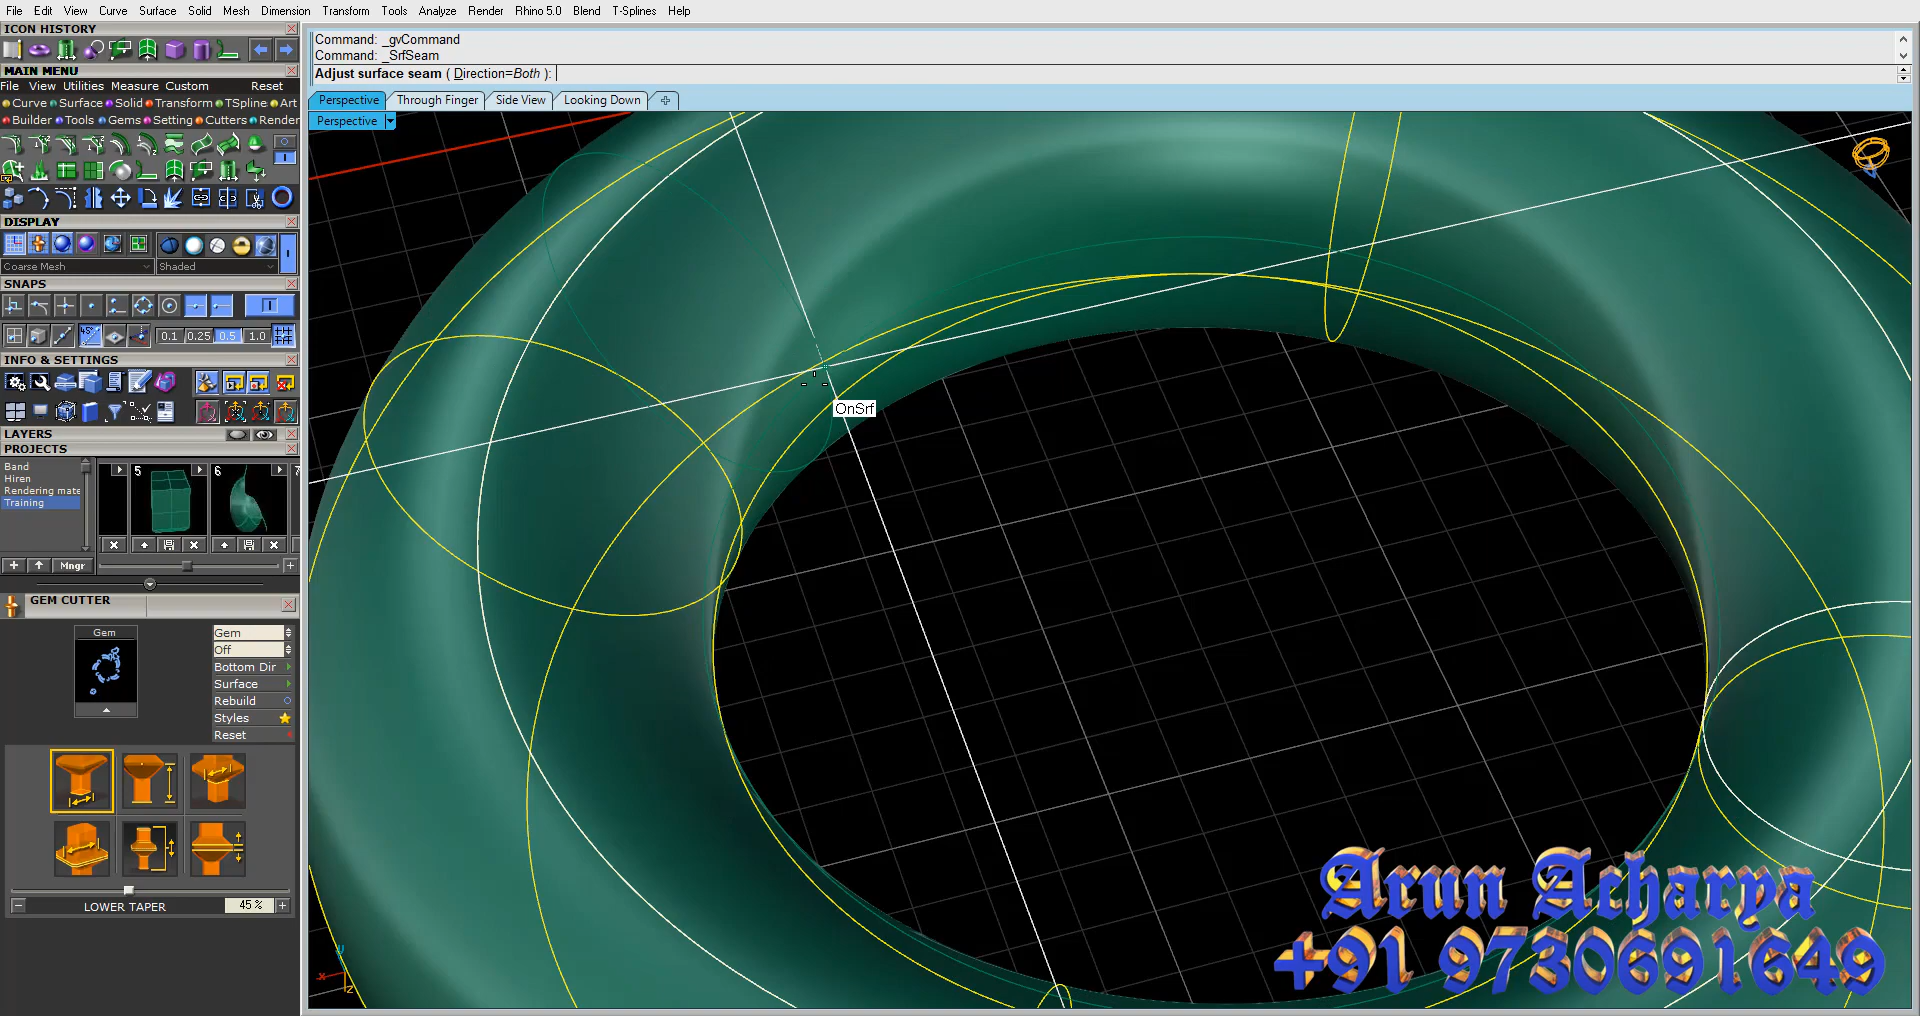 File Edit View Curve Surface Solid Mesh Dimension Transform Tools Analyze Render Rhino 5.0 Blend T-Splines Help
ICON HISTORY
Command: _gvCommand
Command: _SrfSeam
Adjust surface seam ( Direction=Both ):
MAIN MENU
File View Utilities Measure Custom Reset
Curve Surface Solid Transform TSpline Art
Builder Tools Gems Setting Cutters Render
Perspective Through Finger Side View Looking Down
Perspective
DISPLAY
Coarse Mesh Shaded
SNAPS
45° 0.1 0.25 0.5 1.0
INFO & SETTINGS
OnSrf
LAYERS
PROJECTS
Band
Hiren
Rendering mate
Training
5 6 7
Mngr
GEM CUTTER
Gem
Gem
Off
Bottom Dir
Surface
Rebuild
Styles
Reset
LOWER TAPER 45 %
x z
Arun Acharya
+91 9730691649